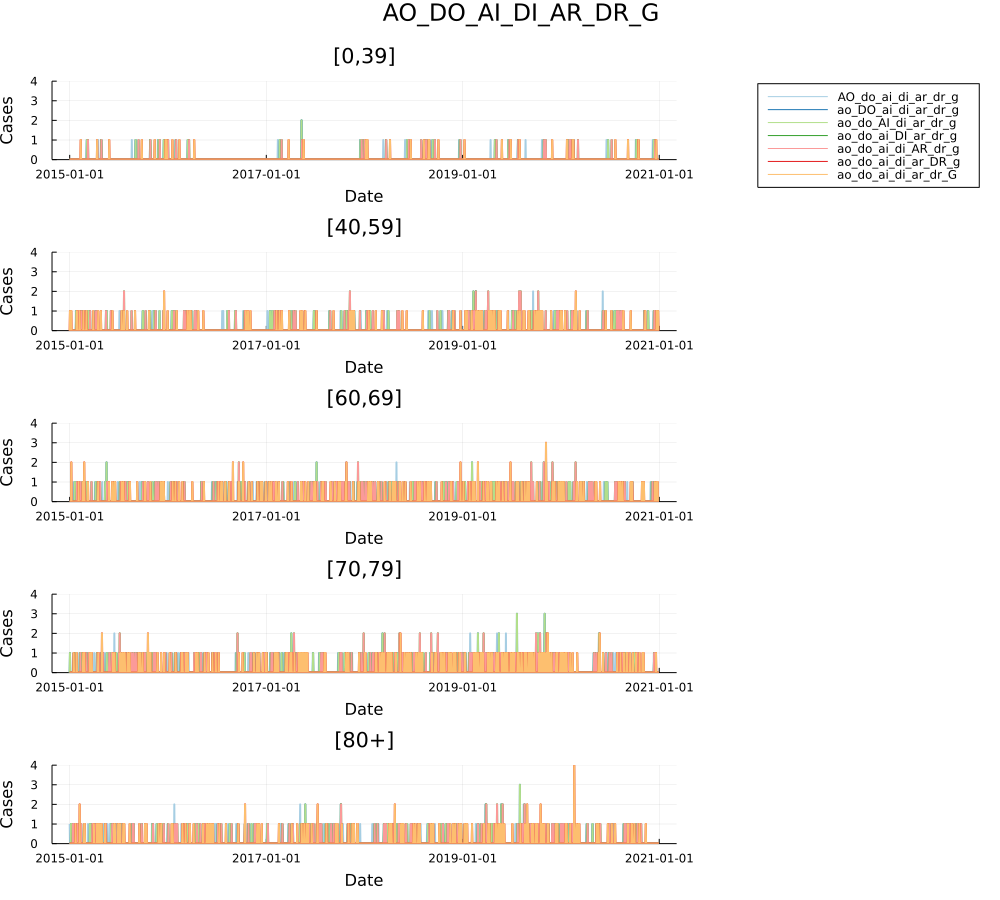 AO_DO_AI_DI_AR_DR_G
[0,39]
4
3
2
1
0
Cases
2015-01-01 2017-01-01 2019-01-01 2021-01-01
Date
AO_do_ai_di_ar_dr_g
ao_DO_ai_di_ar_dr_g
ao_do_AI_di_ar_dr_g
ao_do_ai_DI_ar_dr_g
ao_do_ai_di_AR_dr_g
ao_do_ai_di_ar_DR_g
ao_do_ai_di_ar_dr_G
[40,59]
4
3
2
1
0
Cases
2015-01-01 2017-01-01 2019-01-01 2021-01-01
Date
[60,69]
4
3
2
1
0
Cases
2015-01-01 2017-01-01 2019-01-01 2021-01-01
Date
[70,79]
4
3
2
1
0
Cases
2015-01-01 2017-01-01 2019-01-01 2021-01-01
Date
[80+]
4
3
2
1
0
Cases
2015-01-01 2017-01-01 2019-01-01 2021-01-01
Date